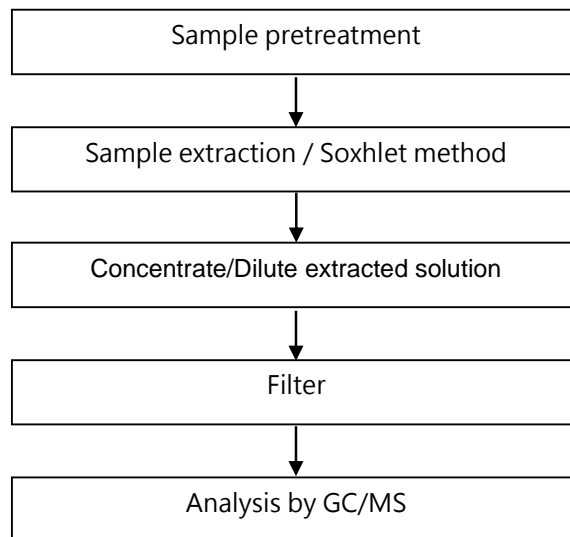 Sample pretreatment
Sample extraction / Soxhlet method
Concentrate/Dilute extracted solution
Filter
Analysis by GC/MS